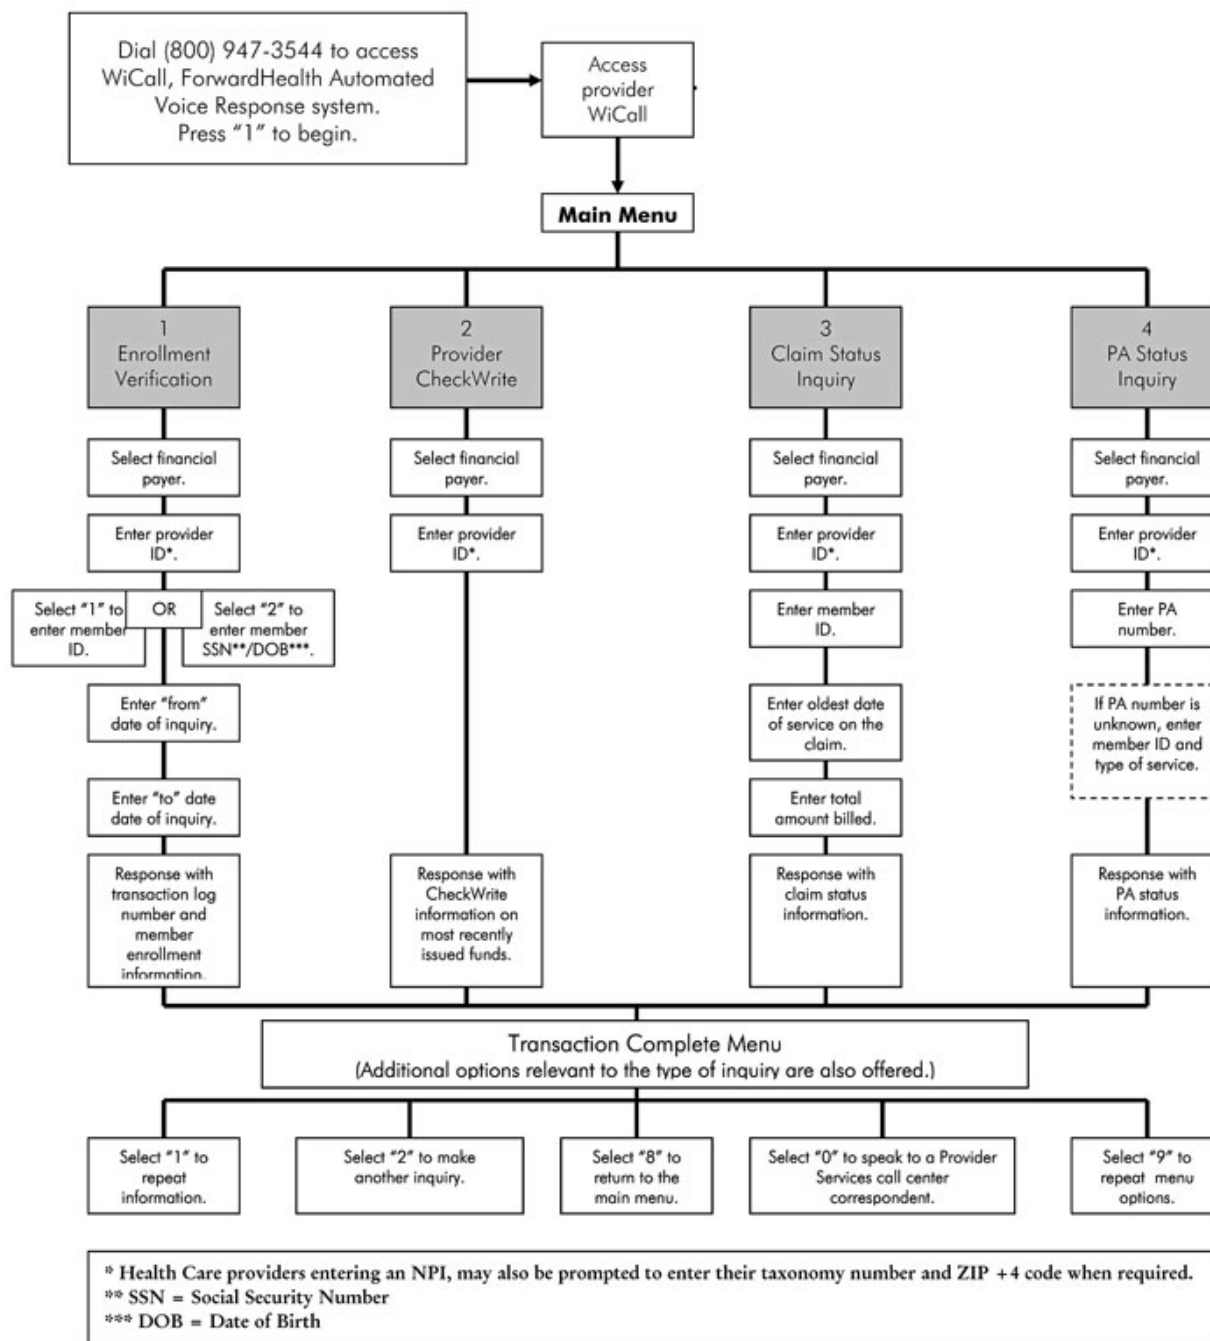 Dial (800) 947-3544 to access
WiCall, ForwardHealth Automated
Voice Response system.
Press "1" to begin.
Access
provider
WiCall
Main Menu
1
Enrollment
Verification
2
Provider
CheckWrite
3
Claim Status
Inquiry
4
PA Status
Inquiry
Select financial
payer.
Select financial
payer.
Select financial
payer.
Select financial
payer.
Enter provider
ID*.
Enter provider
ID*.
Enter provider
ID*.
Enter provider
ID*.
Select "1" to
enter member
ID.
OR
Select "2" to
enter member
SSN**/DOB***.
Enter member
ID.
Enter PA
number.
Enter "from"
date of inquiry.
Enter oldest date
of service on the
claim.
If PA number is
unknown, enter
member ID and
type of service.
Enter "to" date
date of inquiry.
Enter total
amount billed.
Response with
transaction log
number and
member
enrollment
information.
Response with
CheckWrite
information on
most recently
issued funds.
Response with
claim status
information.
Response with
PA status
information.
Transaction Complete Menu
(Additional options relevant to the type of inquiry are also offered.)
Select "1" to
repeat
information.
Select "2" to make
another inquiry.
Select "8" to
return to the
main menu.
Select "0" to speak to a Provider
Services call center
correspondent.
Select "9" to
repeat menu
options.
* Health Care providers entering an NPI, may also be prompted to enter their taxonomy number and ZIP +4 code when required.
** SSN = Social Security Number
*** DOB = Date of Birth